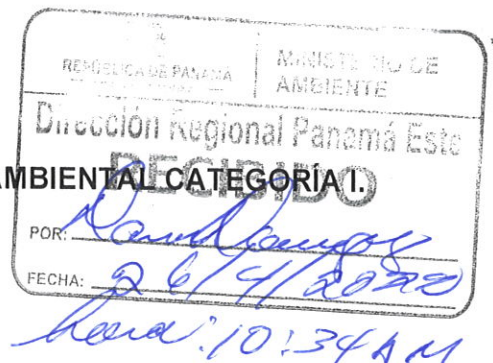 REPÚBLICA DE PANAMÁ
MINISTERIO DE
AMBIENTE
Dirección Regional Panamá Este
RECIBIDO
AMBIENTAL CATEGORÍA I.
POR:
FECHA: 26/4/2022
hora: 10:34 AM